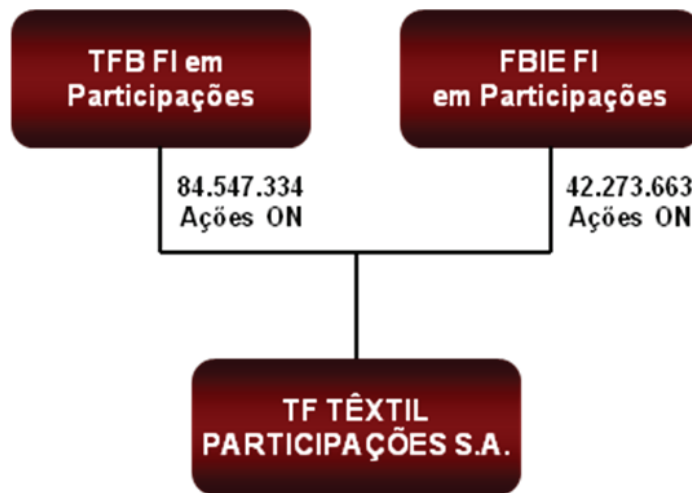 TFB FI em
Participações
FBIE FI
em Participações
84.547.334
Ações ON
42.273.663
Ações ON
TF TÊXTIL
PARTICIPAÇÕES S.A.